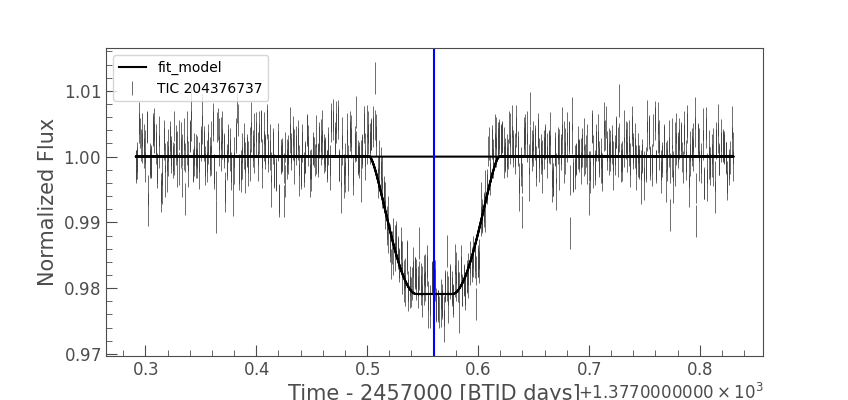 fit_model
TIC 204376737
1.01
1.00
0.99
0.98
0.97
Normalized Flux
0.3 0.4 0.5 0.6 0.7 0.8
Time - 2457000 [BTJD days]
+1.3770000000 × 10³